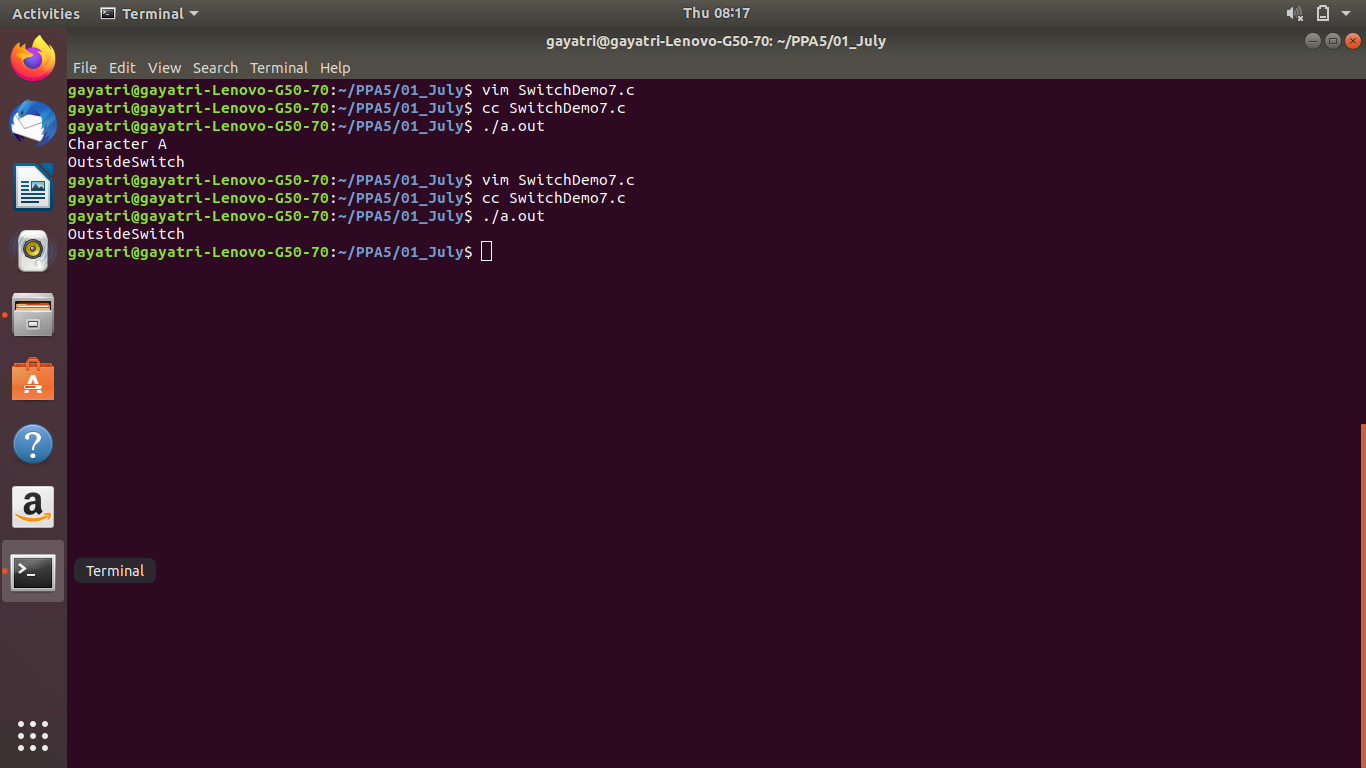 Activities Terminal Thu 08:17
gayatri@gayatri-Lenovo-G50-70: ~/PPA5/01_July
File Edit View Search Terminal Help
gayatri@gayatri-Lenovo-G50-70:~/PPA5/01_July$ vim SwitchDemo7.c
gayatri@gayatri-Lenovo-G50-70:~/PPA5/01_July$ cc SwitchDemo7.c
gayatri@gayatri-Lenovo-G50-70:~/PPA5/01_July$ ./a.out
Character A
OutsideSwitch
gayatri@gayatri-Lenovo-G50-70:~/PPA5/01_July$ vim SwitchDemo7.c
gayatri@gayatri-Lenovo-G50-70:~/PPA5/01_July$ cc SwitchDemo7.c
gayatri@gayatri-Lenovo-G50-70:~/PPA5/01_July$ ./a.out
OutsideSwitch
gayatri@gayatri-Lenovo-G50-70:~/PPA5/01_July$
Terminal